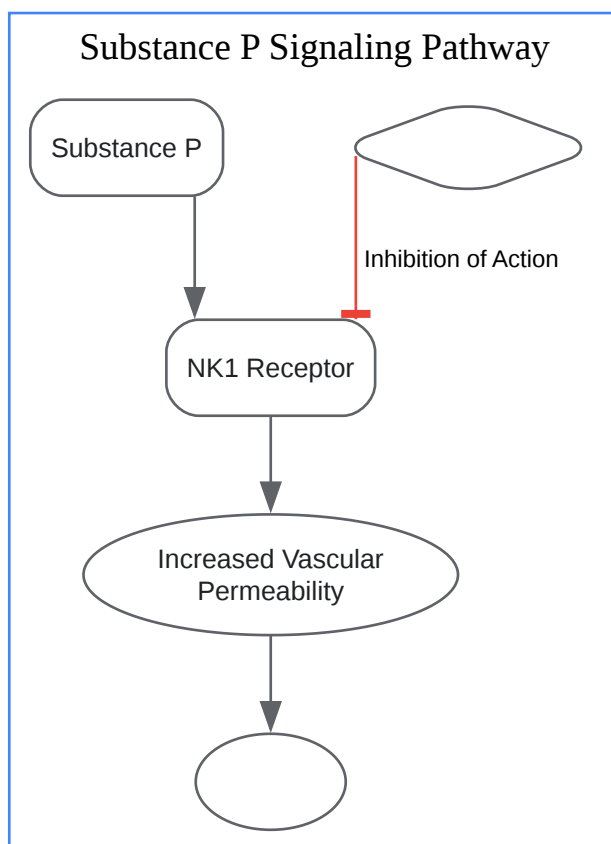 Substance P Signaling Pathway
Substance P
Inhibition of Action
NK1 Receptor
Increased Vascular
Permeability